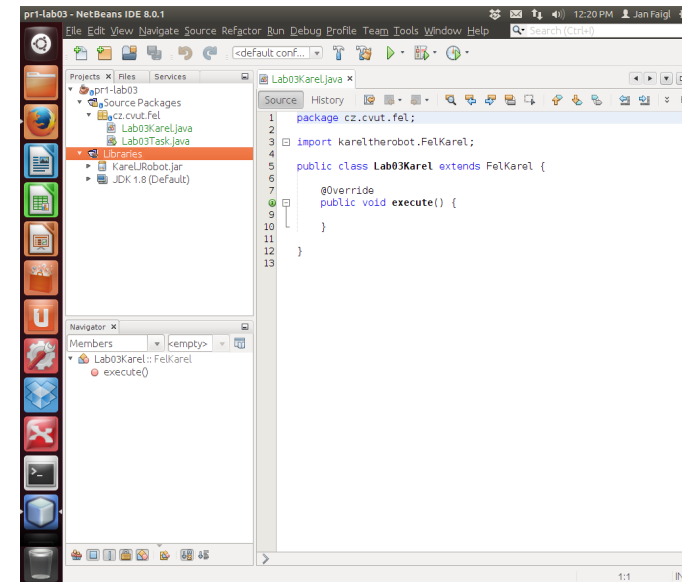 pr1-lab03 - NetBeans IDE 8.0.1
12:20 PM Jan Faigl
File Edit View Navigate Source Refactor Run Debug Profile Team Tools Window Help
Search (Ctrl+I)
<default conf...
Projects × Files Services
pr1-lab03
Source Packages
cz.cvut.fel
Lab03Karel.java
Lab03Task.java
Libraries
KarelJRobot.jar
JDK 1.8 (Default)
Lab03Karel.java ×
Source History
1 package cz.cvut.fel;
2
3 import kareltherobot.FelKarel;
4
5 public class Lab03Karel extends FelKarel {
6
7 @Override
public void execute() {
9
10 }
11
12 }
13
Navigator ×
Members <empty>
Lab03Karel :: FelKarel
execute()
1:1 IN